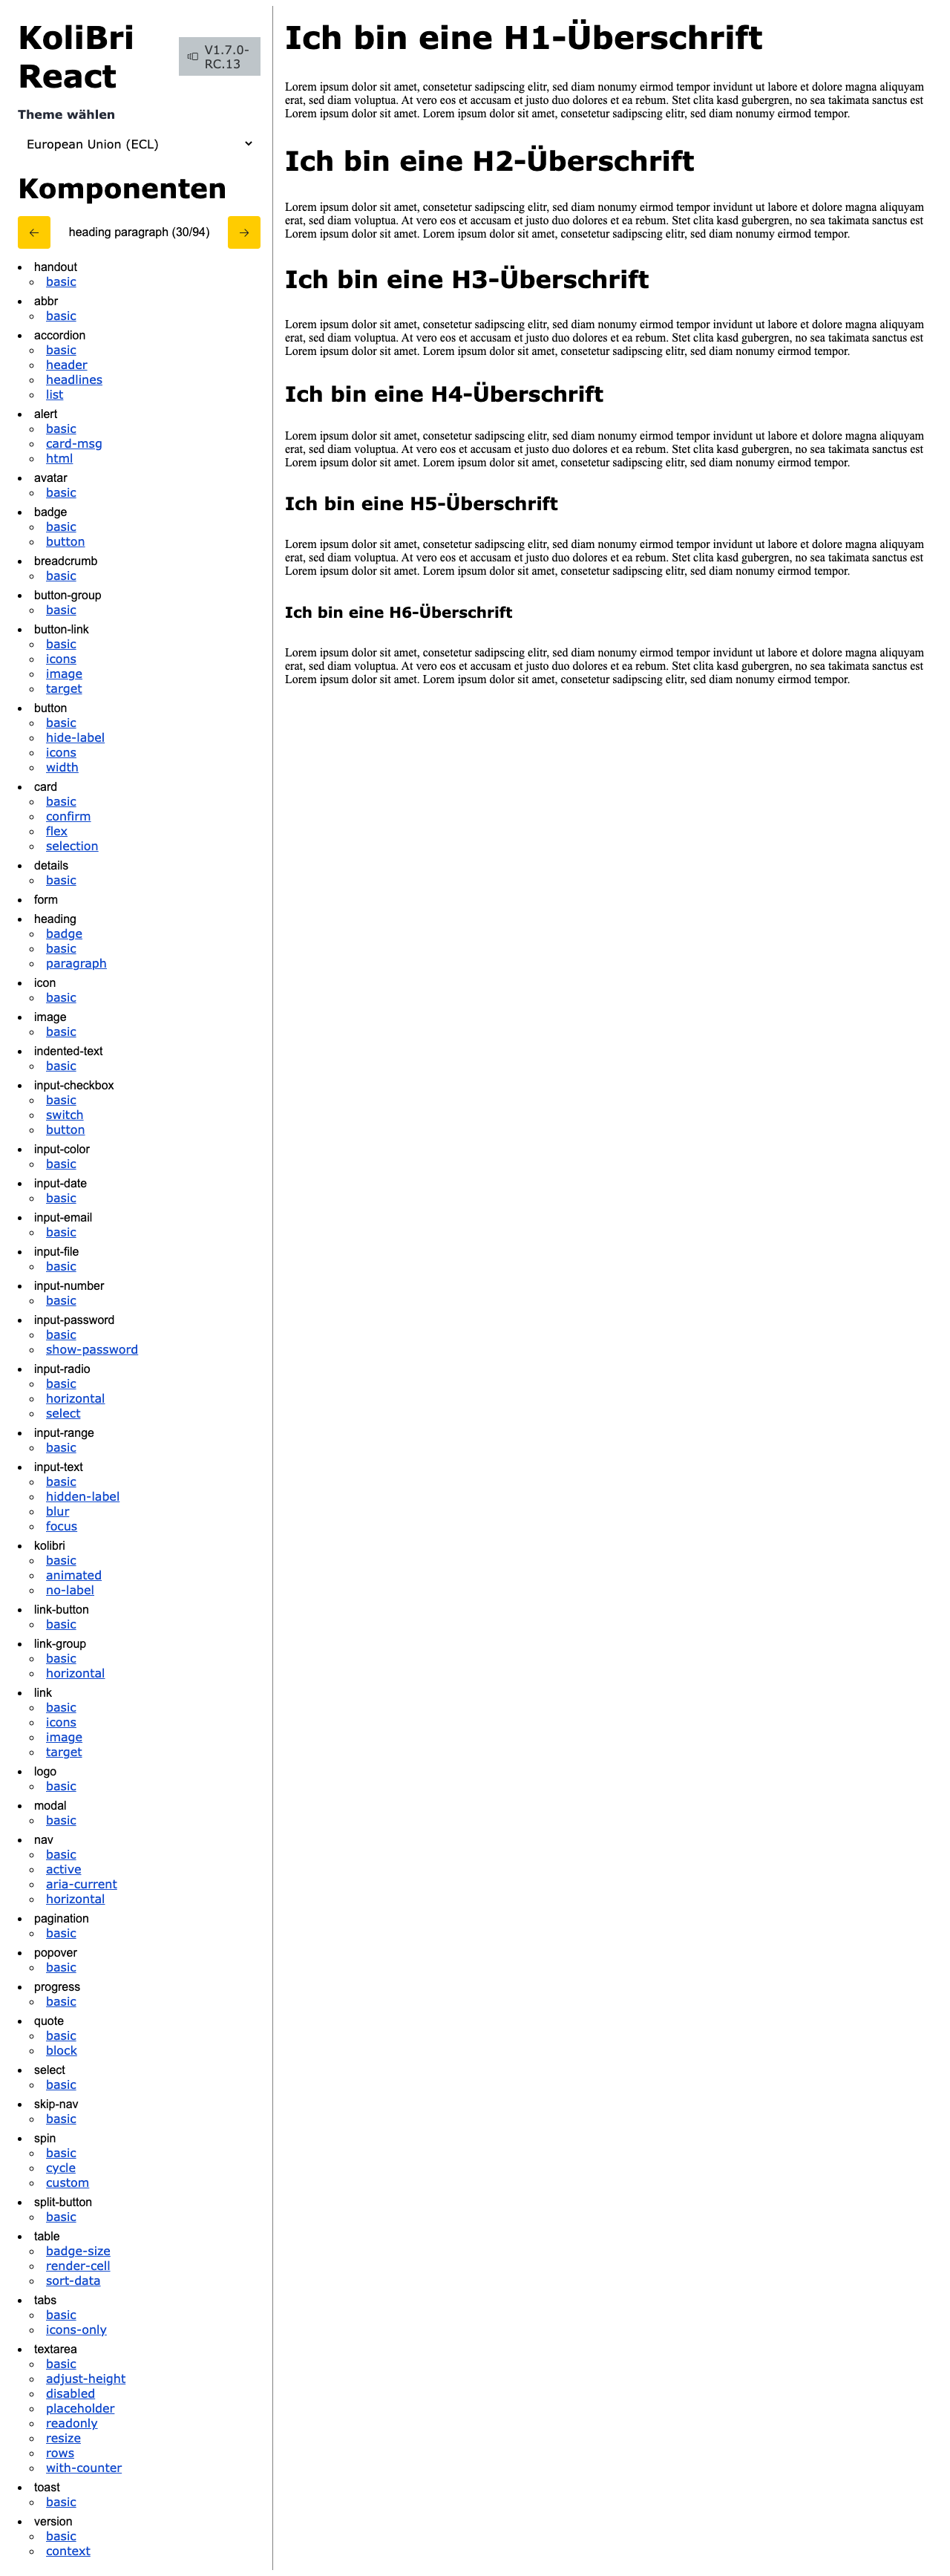 KoliBri
React
V1.7.0-
RC.13
Theme wählen
European Union (ECL)
Komponenten
heading paragraph (30/94)
handout
basic
abbr
basic
accordion
basic
header
headlines
list
alert
basic
card-msg
html
avatar
basic
badge
basic
button
breadcrumb
basic
button-group
basic
button-link
basic
icons
image
target
button
basic
hide-label
icons
width
card
basic
confirm
flex
selection
details
basic
form
heading
badge
basic
paragraph
icon
basic
image
basic
indented-text
basic
input-checkbox
basic
switch
button
input-color
basic
input-date
basic
input-email
basic
input-file
basic
input-number
basic
input-password
basic
show-password
input-radio
basic
horizontal
select
input-range
basic
input-text
basic
hidden-label
blur
focus
kolibri
basic
animated
no-label
link-button
basic
link-group
basic
horizontal
link
basic
icons
image
target
logo
basic
modal
basic
nav
basic
active
aria-current
horizontal
pagination
basic
popover
basic
progress
basic
quote
basic
block
select
basic
skip-nav
basic
spin
basic
cycle
custom
split-button
basic
table
badge-size
render-cell
sort-data
tabs
basic
icons-only
textarea
basic
adjust-height
disabled
placeholder
readonly
resize
rows
with-counter
toast
basic
version
basic
context
Ich bin eine H1-Überschrift
Lorem ipsum dolor sit amet, consetetur sadipscing elitr, sed diam nonumy eirmod tempor invidunt ut labore et dolore magna aliquyam
erat, sed diam voluptua. At vero eos et accusam et justo duo dolores et ea rebum. Stet clita kasd gubergren, no sea takimata sanctus est
Lorem ipsum dolor sit amet. Lorem ipsum dolor sit amet, consetetur sadipscing elitr, sed diam nonumy eirmod tempor.
Ich bin eine H2-Überschrift
Lorem ipsum dolor sit amet, consetetur sadipscing elitr, sed diam nonumy eirmod tempor invidunt ut labore et dolore magna aliquyam
erat, sed diam voluptua. At vero eos et accusam et justo duo dolores et ea rebum. Stet clita kasd gubergren, no sea takimata sanctus est
Lorem ipsum dolor sit amet. Lorem ipsum dolor sit amet, consetetur sadipscing elitr, sed diam nonumy eirmod tempor.
Ich bin eine H3-Überschrift
Lorem ipsum dolor sit amet, consetetur sadipscing elitr, sed diam nonumy eirmod tempor invidunt ut labore et dolore magna aliquyam
erat, sed diam voluptua. At vero eos et accusam et justo duo dolores et ea rebum. Stet clita kasd gubergren, no sea takimata sanctus est
Lorem ipsum dolor sit amet. Lorem ipsum dolor sit amet, consetetur sadipscing elitr, sed diam nonumy eirmod tempor.
Ich bin eine H4-Überschrift
Lorem ipsum dolor sit amet, consetetur sadipscing elitr, sed diam nonumy eirmod tempor invidunt ut labore et dolore magna aliquyam
erat, sed diam voluptua. At vero eos et accusam et justo duo dolores et ea rebum. Stet clita kasd gubergren, no sea takimata sanctus est
Lorem ipsum dolor sit amet. Lorem ipsum dolor sit amet, consetetur sadipscing elitr, sed diam nonumy eirmod tempor.
Ich bin eine H5-Überschrift
Lorem ipsum dolor sit amet, consetetur sadipscing elitr, sed diam nonumy eirmod tempor invidunt ut labore et dolore magna aliquyam
erat, sed diam voluptua. At vero eos et accusam et justo duo dolores et ea rebum. Stet clita kasd gubergren, no sea takimata sanctus est
Lorem ipsum dolor sit amet. Lorem ipsum dolor sit amet, consetetur sadipscing elitr, sed diam nonumy eirmod tempor.
Ich bin eine H6-Überschrift
Lorem ipsum dolor sit amet, consetetur sadipscing elitr, sed diam nonumy eirmod tempor invidunt ut labore et dolore magna aliquyam
erat, sed diam voluptua. At vero eos et accusam et justo duo dolores et ea rebum. Stet clita kasd gubergren, no sea takimata sanctus est
Lorem ipsum dolor sit amet. Lorem ipsum dolor sit amet, consetetur sadipscing elitr, sed diam nonumy eirmod tempor.